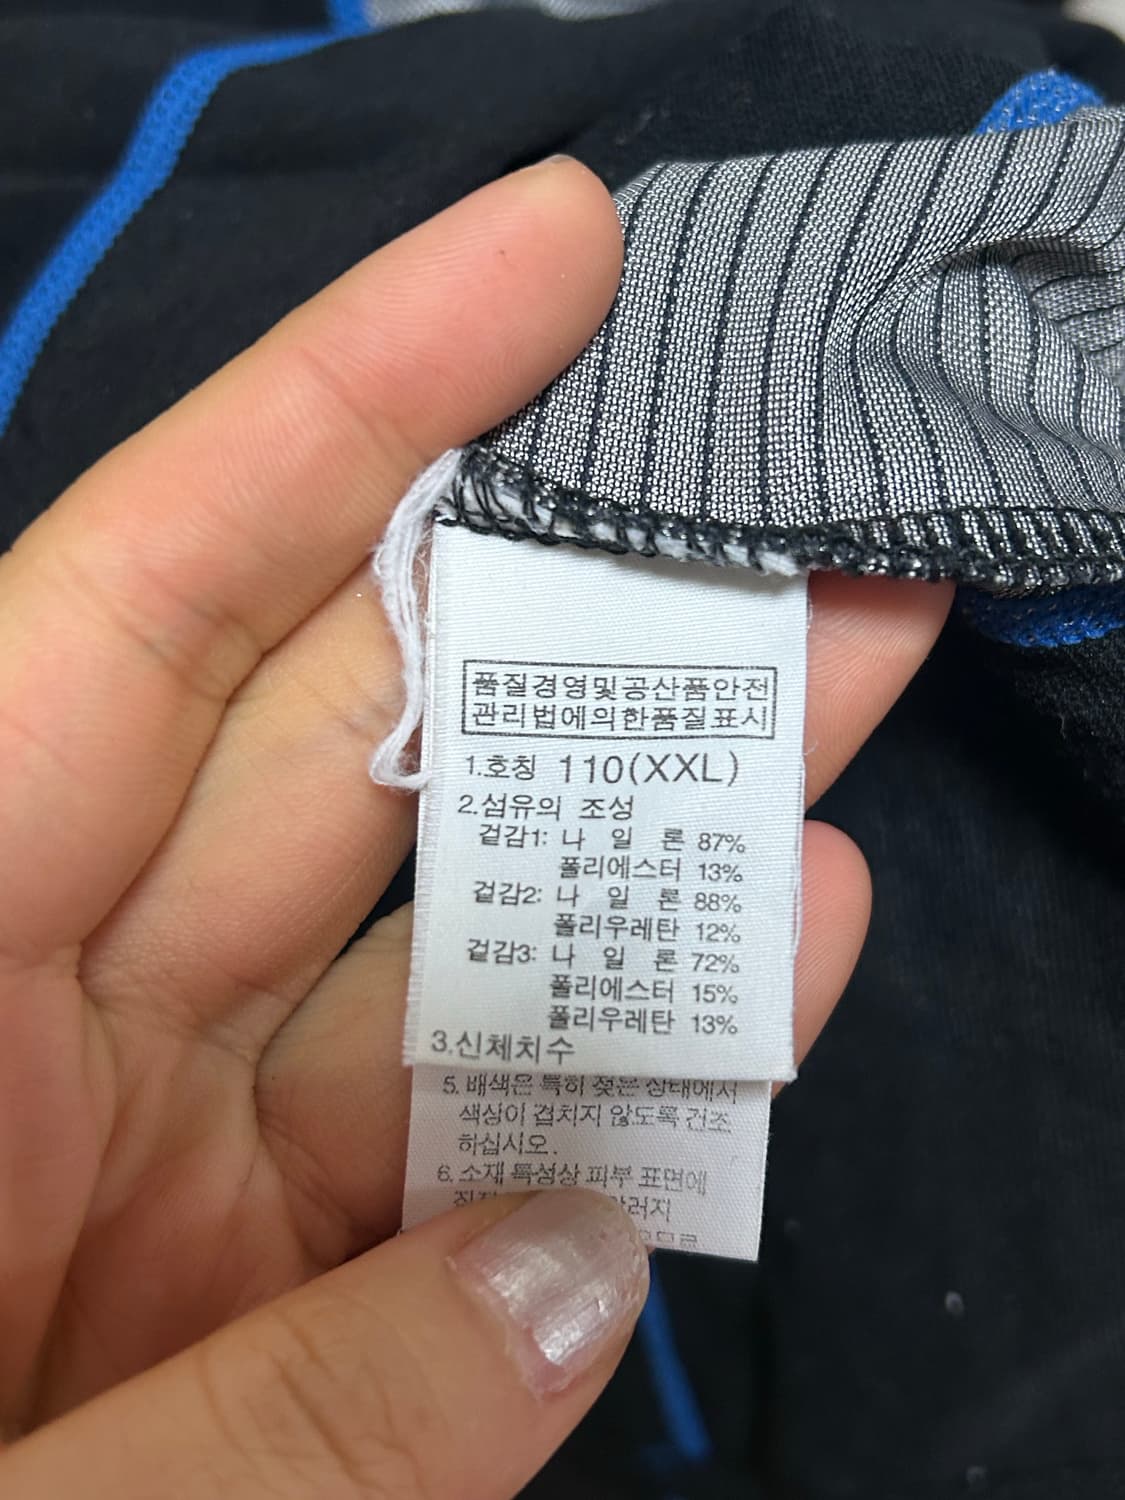 품질경영및공산품안전
관리법에의한품질표시
1.호칭 110(XXL)
2.섬유의 조성
겉감1: 나 일 론 87%
폴리에스터 13%
겉감2: 나 일 론 88%
폴리우레탄 12%
겉감3: 나 일 론 72%
폴리에스터 15%
폴리우레탄 13%
3.신체치수
5. 배색은 특히 젖은 상태에서
색상이 겹치지 않도록 건조
하십시오.
6. 소재 특성상 피부 표면에